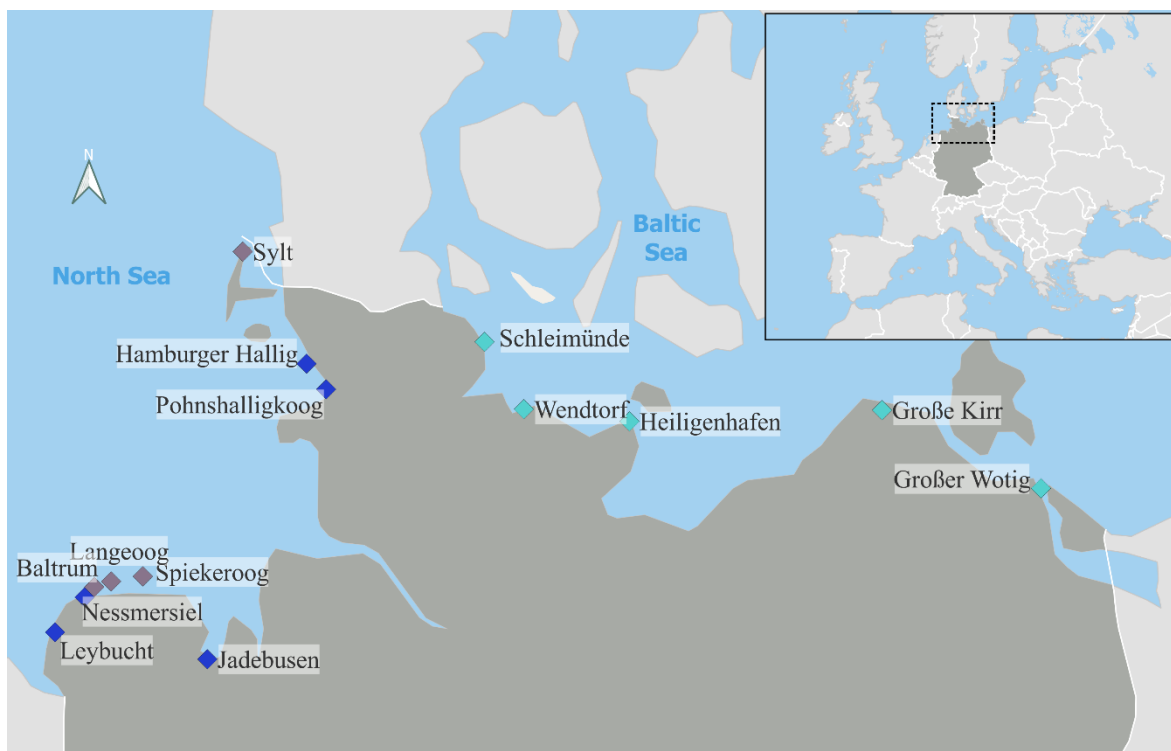 N
North Sea
Baltic
Sea
Sylt
Schleimünde
Hamburger Hallig
Pohnshalligkoog
Wendtorf
Heiligenhafen
Große Kirr
Großer Wotig
Langeoog
Baltrum
Spiekeroog
Nessmersiel
Leybucht
Jadebusen